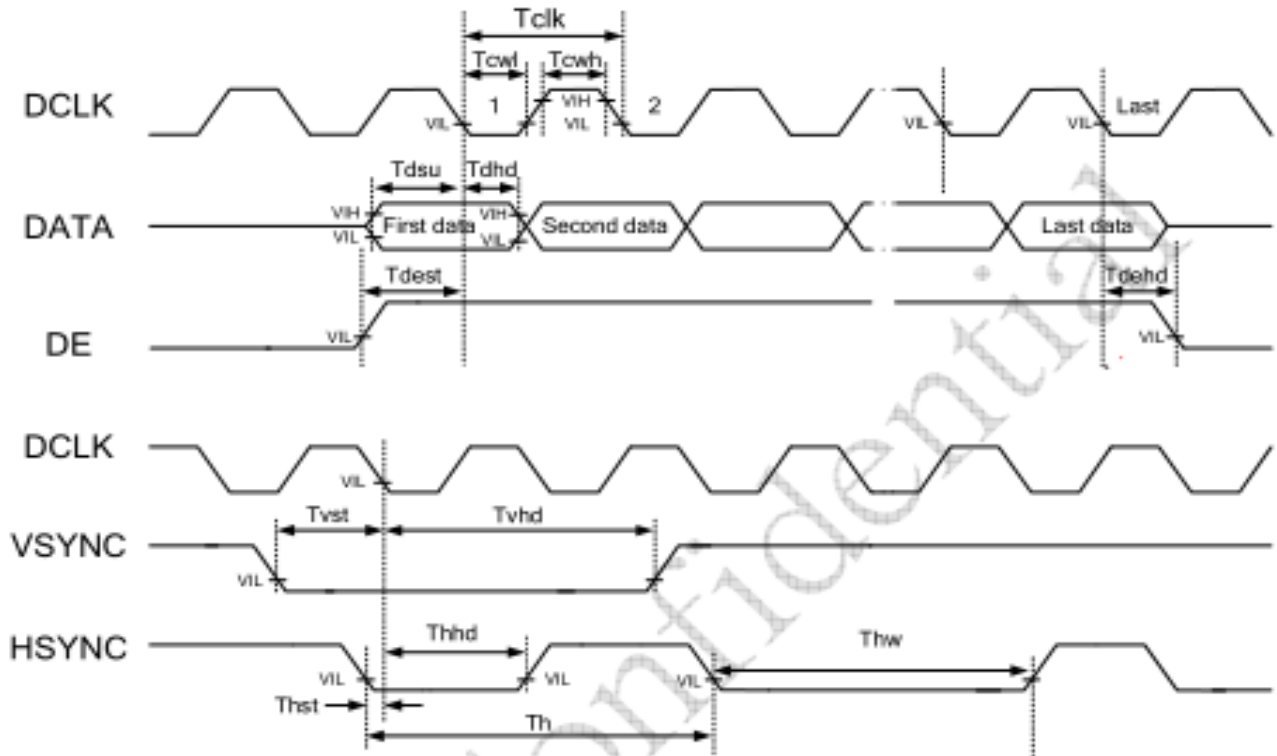 Tclk
Tcwl Tcwh
DCLK 1 VIH 2 Last
VIL VIL VIL VIL
Tdsu Tdhd
VIH VIH
DATA First data Second data Last data
VIL VIL
Tdest Tdehd
DE VIL VIL
DCLK
VIL
Tvst Tvhd
VSYNC
VIL
HSYNC Thhd Thw
VIL VIL VIL
Thst
Th
Confidential